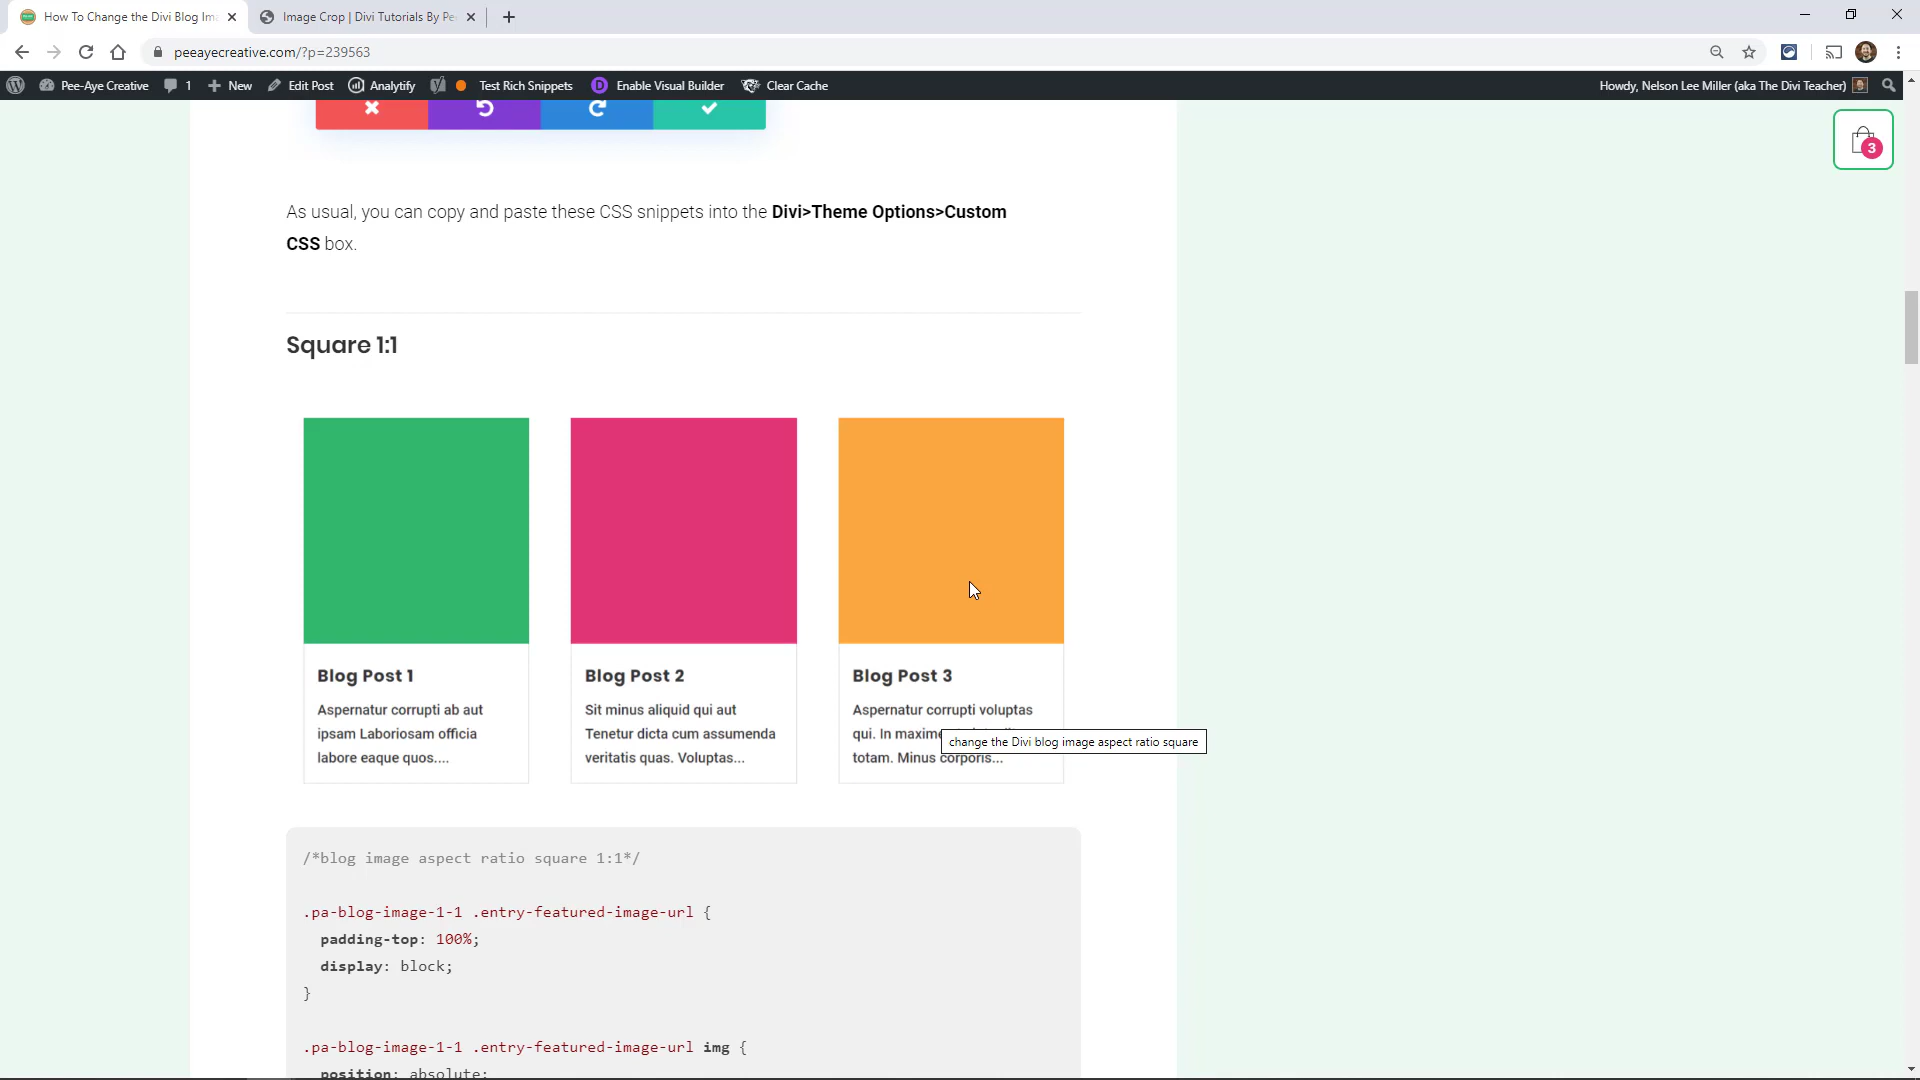 How To Change the Divi Blog Im
Image Crop | Divi Tutorials By Pe
peeayecreative.com/?p=239563
Pee-Aye Creative
1
New
Edit Post
Analytify
Test Rich Snippets
D
Enable Visual Builder
Clear Cache
Howdy, Nelson Lee Miller (aka The Divi Teacher)
3
As usual, you can copy and paste these CSS snippets into the Divi>Theme Options>Custom
CSS box.
Square 1:1
Blog Post 1
Aspernatur corrupti ab aut
ipsam Laboriosam officia
labore eaque quos....
Blog Post 2
Sit minus aliquid qui aut
Tenetur dicta cum assumenda
veritatis quas. Voluptas...
Blog Post 3
Aspernatur corrupti voluptas
qui. In maxime
totam. Minus corporis...
change the Divi blog image aspect ratio square
/*blog image aspect ratio square 1:1*/
.pa-blog-image-1-1 .entry-featured-image-url {
padding-top: 100%;
display: block;
}
.pa-blog-image-1-1 .entry-featured-image-url img {
position: absolute;